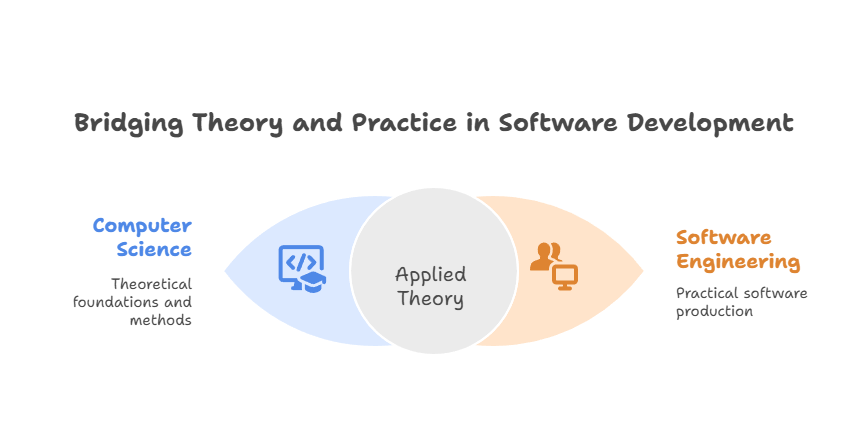 Bridging Theory and Practice in Software Development
Computer
Science
Theoretical
foundations and
methods
</>
Applied
Theory
Software
Engineering
Practical software
production